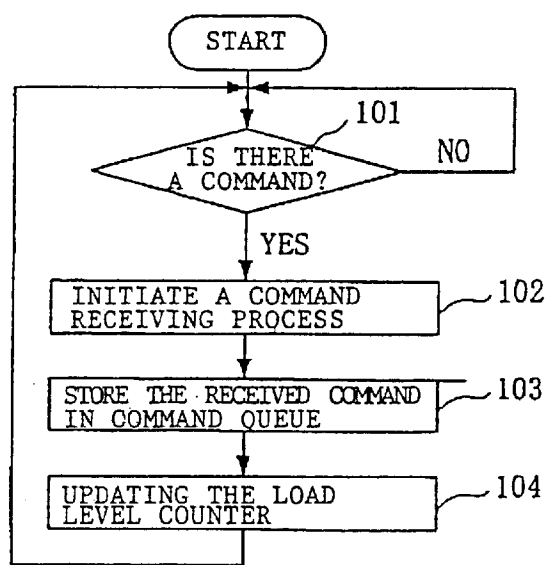 START
101
IS THERE
A COMMAND?
NO
YES
INITIATE A COMMAND
RECEIVING PROCESS
102
STORE THE RECEIVED COMMAND
IN COMMAND QUEUE
103
UPDATING THE LOAD
LEVEL COUNTER
104